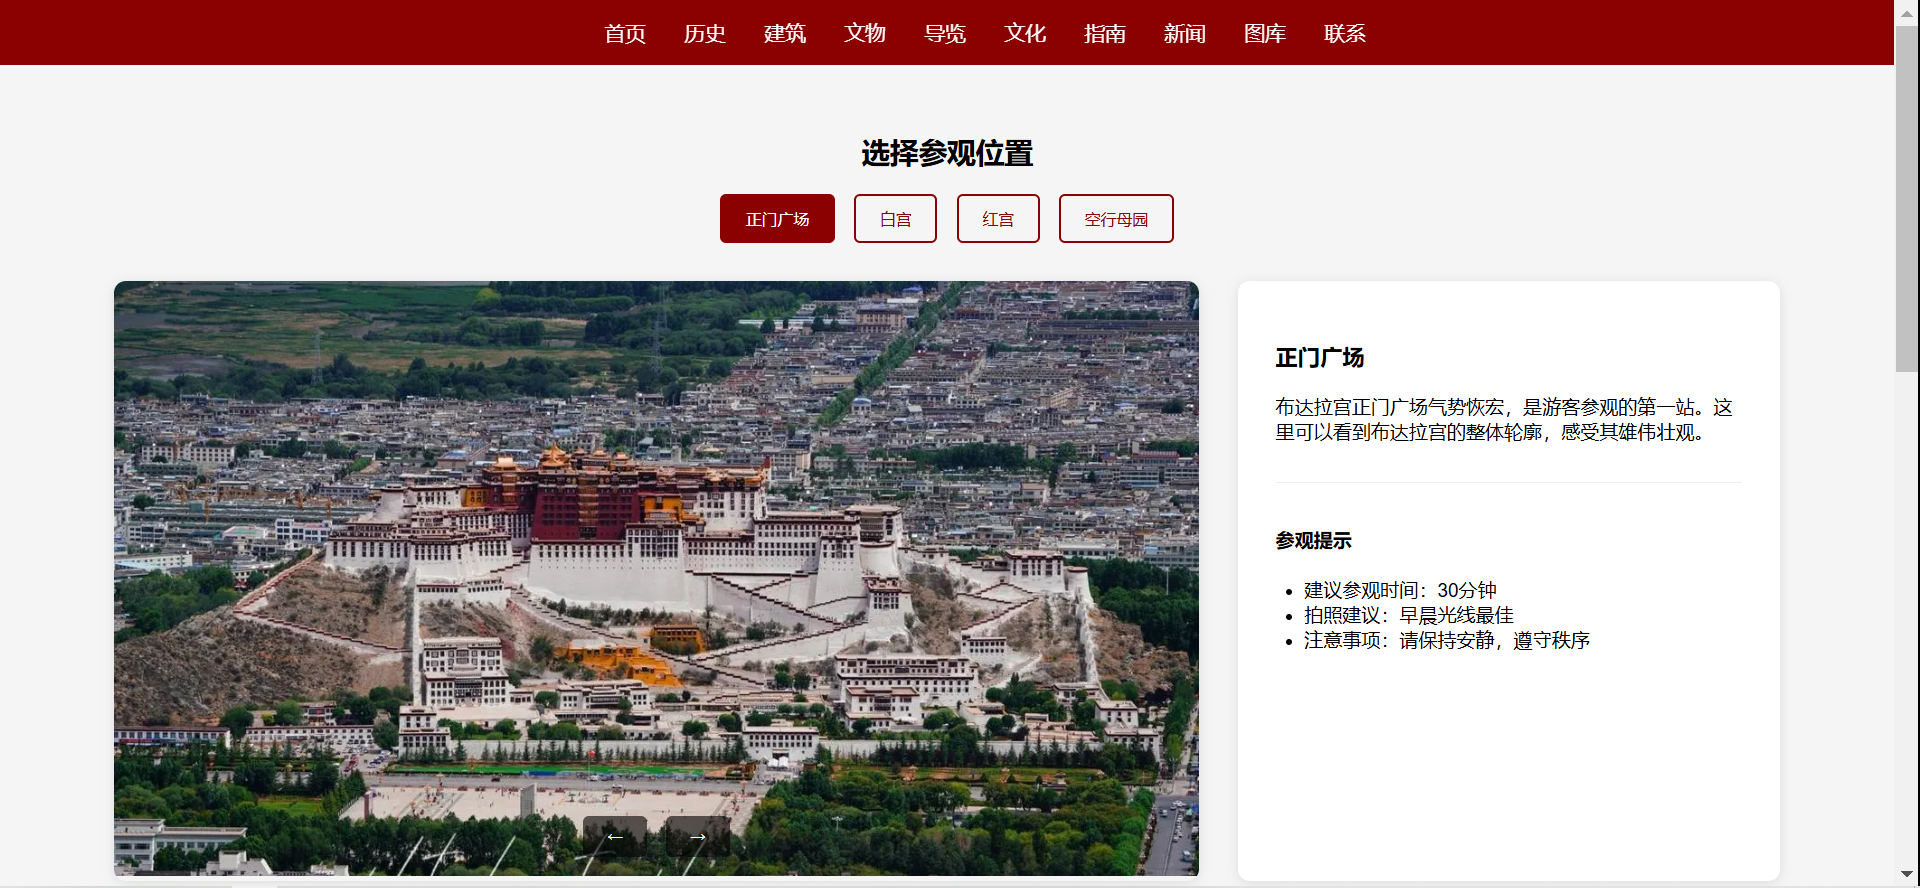 首页 历史 建筑 文物 导览 文化 指南 新闻 图库 联系
选择参观位置
正门广场 白宫 红宫 空行母园
正门广场
布达拉宫正门广场气势恢宏，是游客参观的第一站。这
里可以看到布达拉宫的整体轮廓，感受其雄伟壮观。
参观提示
• 建议参观时间：30分钟
• 拍照建议：早晨光线最佳
• 注意事项：请保持安静，遵守秩序
← →